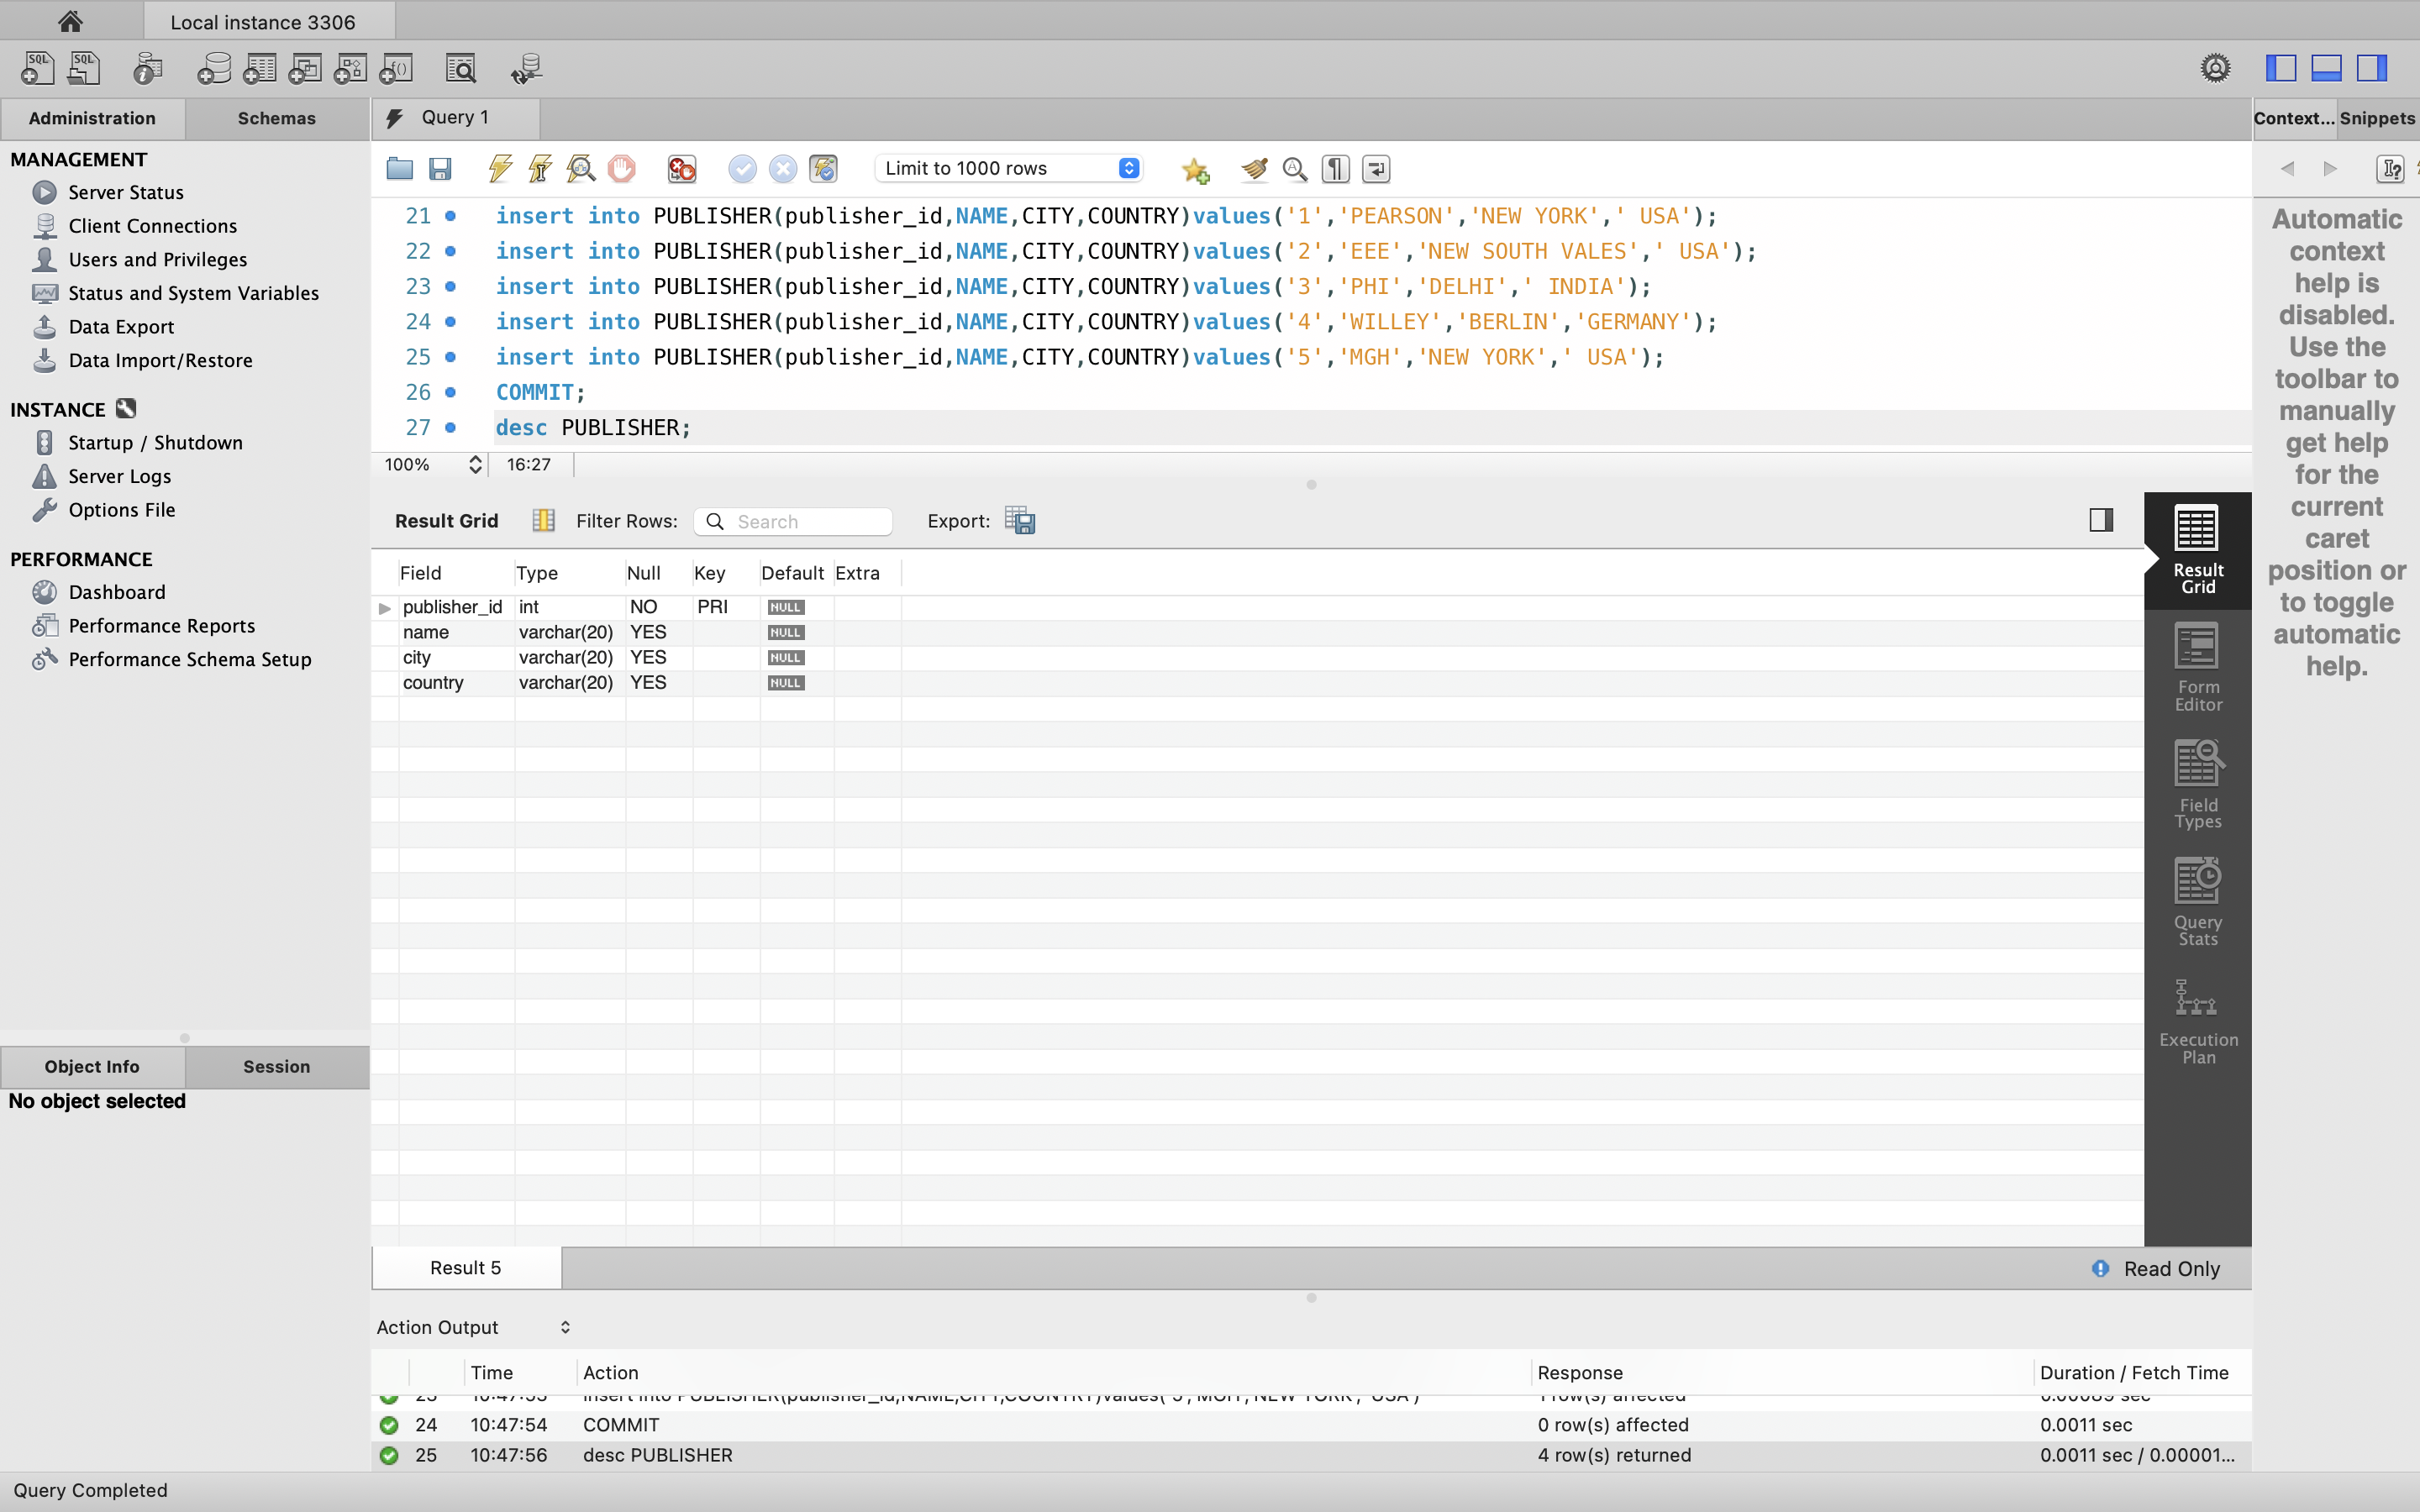 Local instance 3306
Administration
Schemas
Query 1
Context...
Snippets
MANAGEMENT
Server Status
Client Connections
Users and Privileges
Status and System Variables
Data Export
Data Import/Restore
INSTANCE
Startup / Shutdown
Server Logs
Options File
PERFORMANCE
Dashboard
Performance Reports
Performance Schema Setup
Object Info
Session
No object selected
Limit to 1000 rows
21 insert into PUBLISHER(publisher_id,NAME,CITY,COUNTRY)values('1','PEARSON','NEW YORK',' USA');
22 insert into PUBLISHER(publisher_id,NAME,CITY,COUNTRY)values('2','EEE','NEW SOUTH VALES',' USA');
23 insert into PUBLISHER(publisher_id,NAME,CITY,COUNTRY)values('3','PHI','DELHI',' INDIA');
24 insert into PUBLISHER(publisher_id,NAME,CITY,COUNTRY)values('4','WILLEY','BERLIN','GERMANY');
25 insert into PUBLISHER(publisher_id,NAME,CITY,COUNTRY)values('5','MGH','NEW YORK',' USA');
26 COMMIT;
27 desc PUBLISHER;
100% 16:27
Result Grid Filter Rows: Search Export:
Field Type Null Key Default Extra
publisher_id int NO PRI NULL
name varchar(20) YES NULL
city varchar(20) YES NULL
country varchar(20) YES NULL
Result
Grid
Form
Editor
Field
Types
Query
Stats
Execution
Plan
Automatic
context
help is
disabled.
Use the
toolbar to
manually
get help
for the
current
caret
position or
to toggle
automatic
help.
Result 5
Read Only
Action Output
Time Action Response Duration / Fetch Time
insert into PUBLISHER(publisher_id,NAME,CITY,COUNTRY)values(
24 10:47:54 COMMIT 0 row(s) affected 0.0011 sec
25 10:47:56 desc PUBLISHER 4 row(s) returned 0.0011 sec / 0.00001...
Query Completed